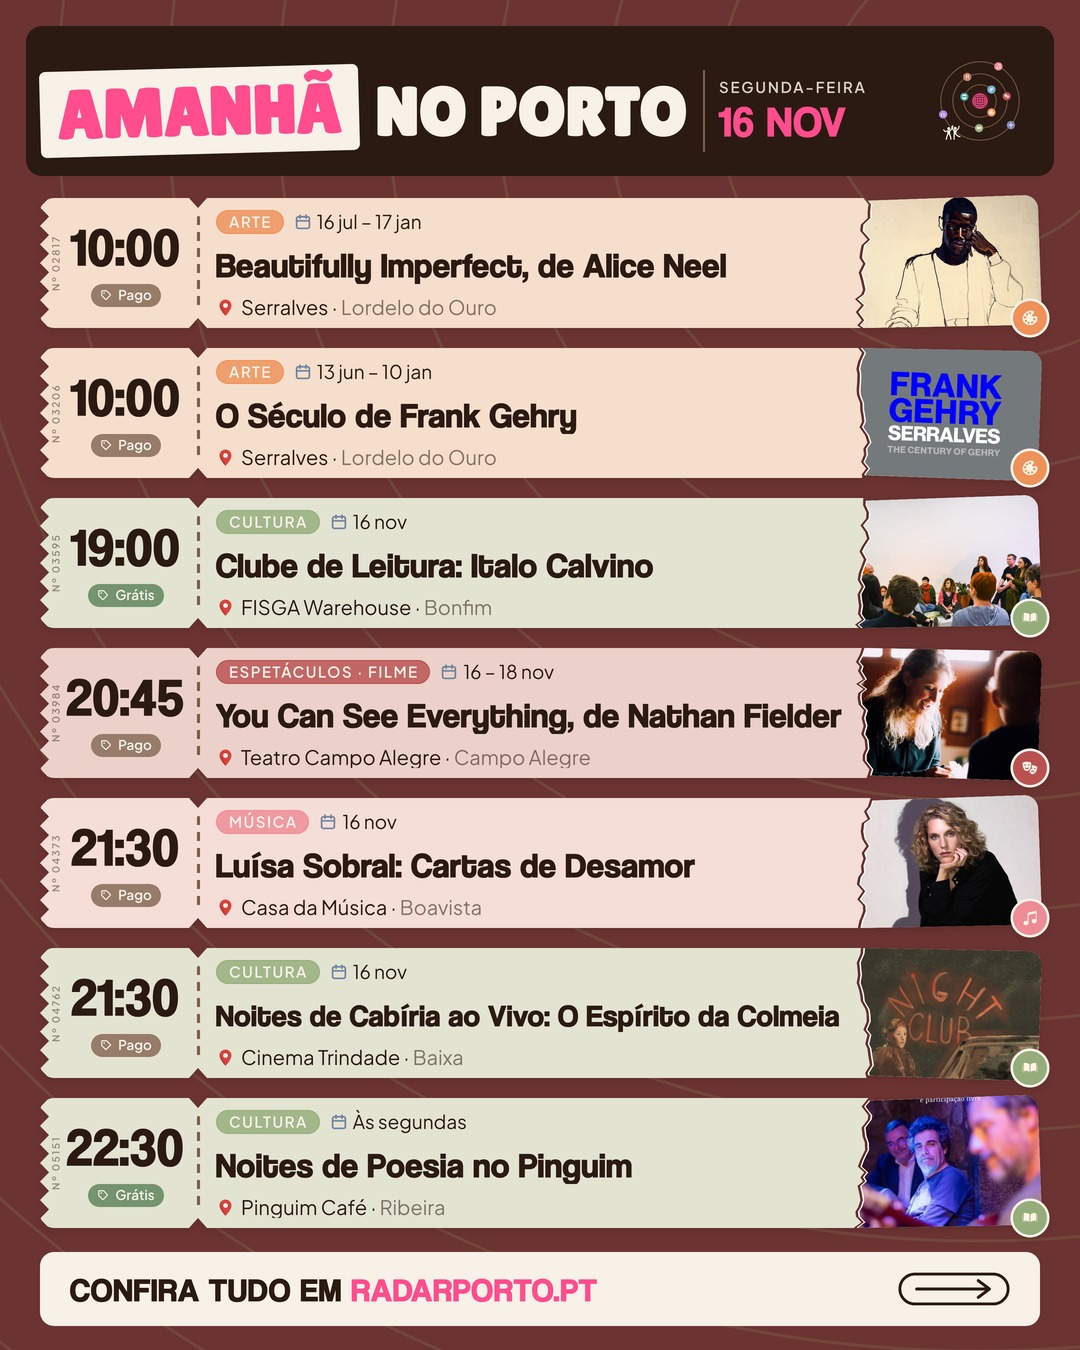 AMANHÃ NO PORTO
SEGUNDA-FEIRA
16 NOV
Nº 02817
10:00
Pago
ARTE 16 jul – 17 jan
Beautifully Imperfect, de Alice Neel
Serralves · Lordelo do Ouro
Nº 03206
10:00
Pago
ARTE 13 jun – 10 jan
O Século de Frank Gehry
Serralves · Lordelo do Ouro
FRANK
GEHRY
SERRALVES
THE CENTURY OF GEHRY
Nº 03595
19:00
Grátis
CULTURA 16 nov
Clube de Leitura: Italo Calvino
FISGA Warehouse · Bonfim
Nº 03984
20:45
Pago
ESPETÁCULOS · FILME 16 – 18 nov
You Can See Everything, de Nathan Fielder
Teatro Campo Alegre · Campo Alegre
Nº 04373
21:30
Pago
MÚSICA 16 nov
Luísa Sobral: Cartas de Desamor
Casa da Música · Boavista
Nº 04762
21:30
Pago
CULTURA 16 nov
Noites de Cabíria ao Vivo: O Espírito da Colmeia
Cinema Trindade · Baixa
NIGHT
CLUB
Nº 05151
22:30
Grátis
CULTURA Às segundas
Noites de Poesia no Pinguim
Pinguim Café · Ribeira
e participação livre
CONFIRA TUDO EM RADARPORTO.PT